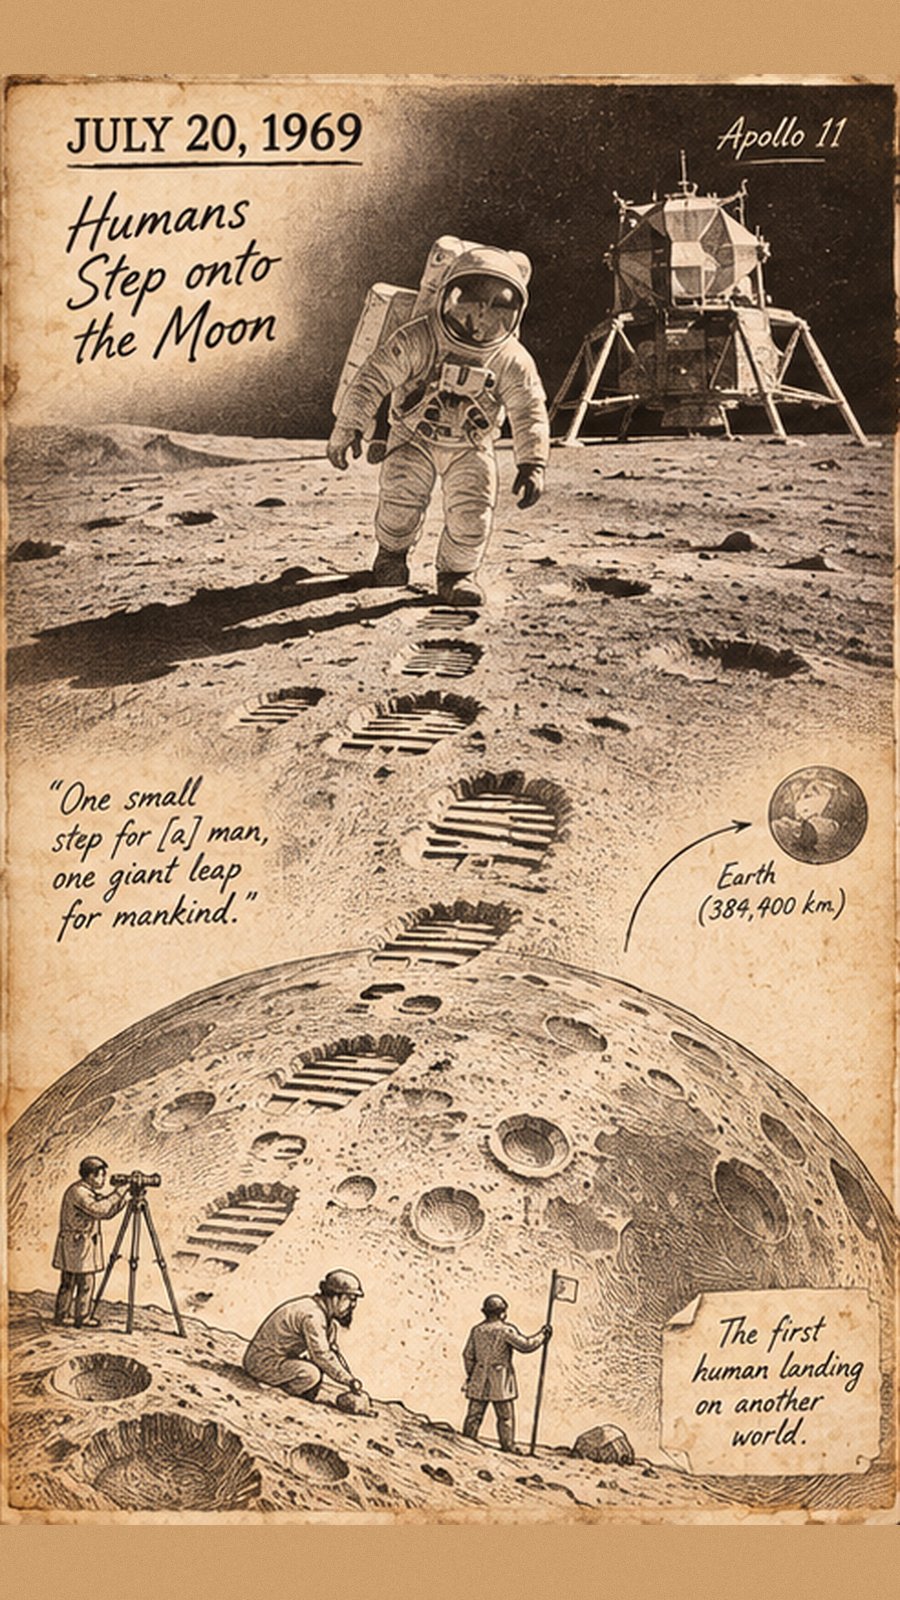 JULY 20, 1969
Apollo 11
Humans
Step onto
the Moon
"One small
step for [a] man,
one giant leap
for mankind."
Earth
(384,400 km.)
The first
human landing
on another
world.